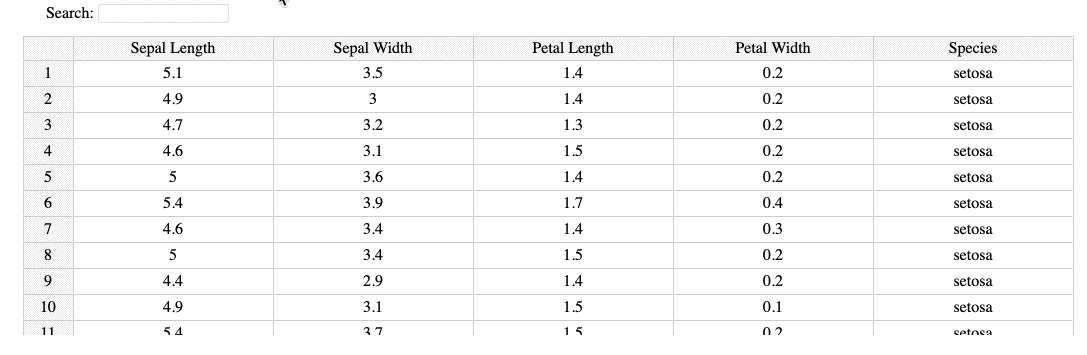 Search:
Sepal Length Sepal Width Petal Length Petal Width Species
1 5.1 3.5 1.4 0.2 setosa
2 4.9 3 1.4 0.2 setosa
3 4.7 3.2 1.3 0.2 setosa
4 4.6 3.1 1.5 0.2 setosa
5 5 3.6 1.4 0.2 setosa
6 5.4 3.9 1.7 0.4 setosa
7 4.6 3.4 1.4 0.3 setosa
8 5 3.4 1.5 0.2 setosa
9 4.4 2.9 1.4 0.2 setosa
10 4.9 3.1 1.5 0.1 setosa
11 5.4 3.7 1.5 0.2 setosa